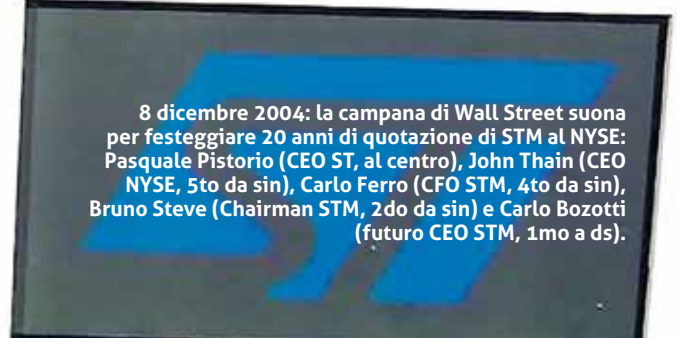 8 dicembre 2004: la campana di Wall Street suona
per festeggiare 20 anni di quotazione di STM al NYSE:
Pasquale Pistorio (CEO ST, al centro), John Thain (CEO
NYSE, 5to da sin), Carlo Ferro (CFO STM, 4to da sin),
Bruno Steve (Chairman STM, 2do da sin) e Carlo Bozotti
(futuro CEO STM, 1mo a ds).